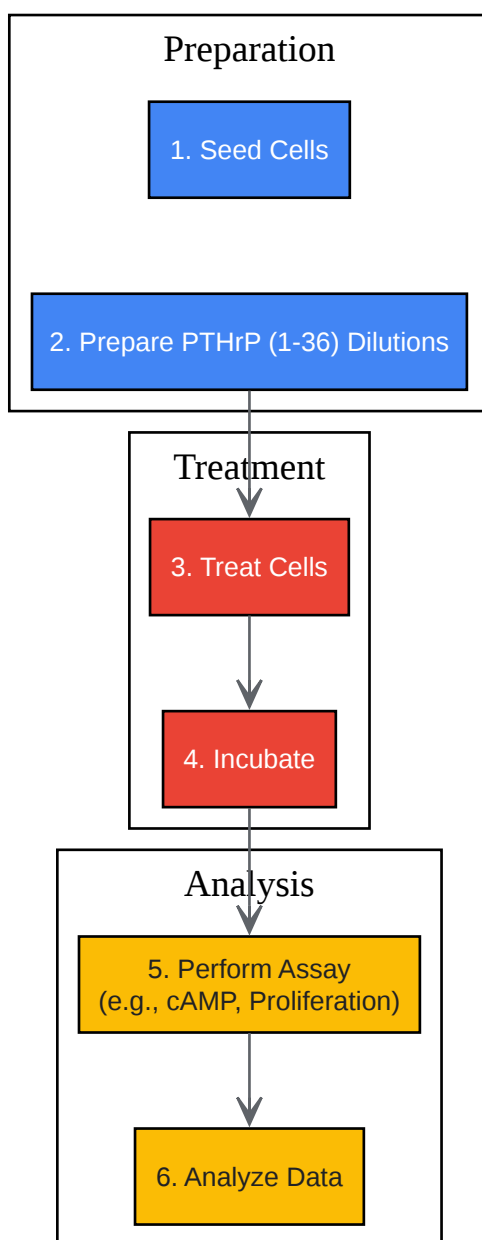 Preparation
1. Seed Cells
2. Prepare PTHrP (1-36) Dilutions
Treatment
3. Treat Cells
4. Incubate
Analysis
5. Perform Assay
(e.g., cAMP, Proliferation)
6. Analyze Data